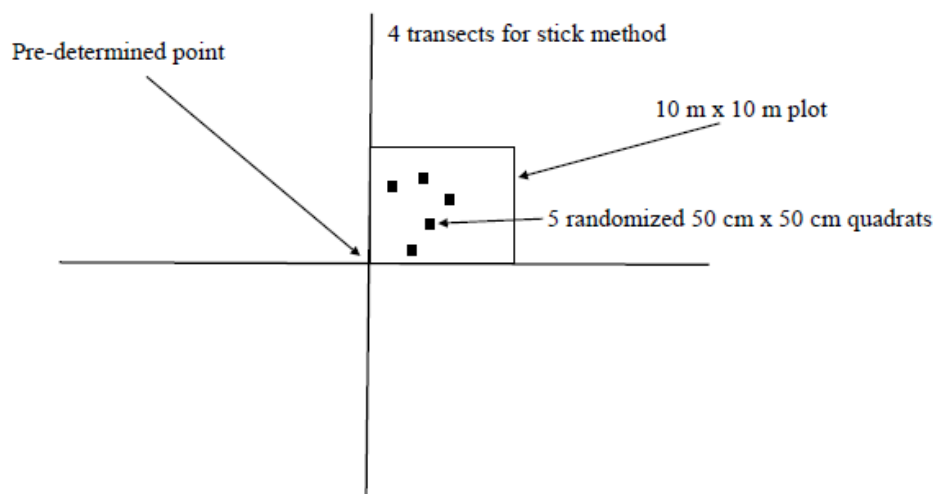 4 transects for stick method
Pre-determined point
10 m x 10 m plot
5 randomized 50 cm x 50 cm quadrats